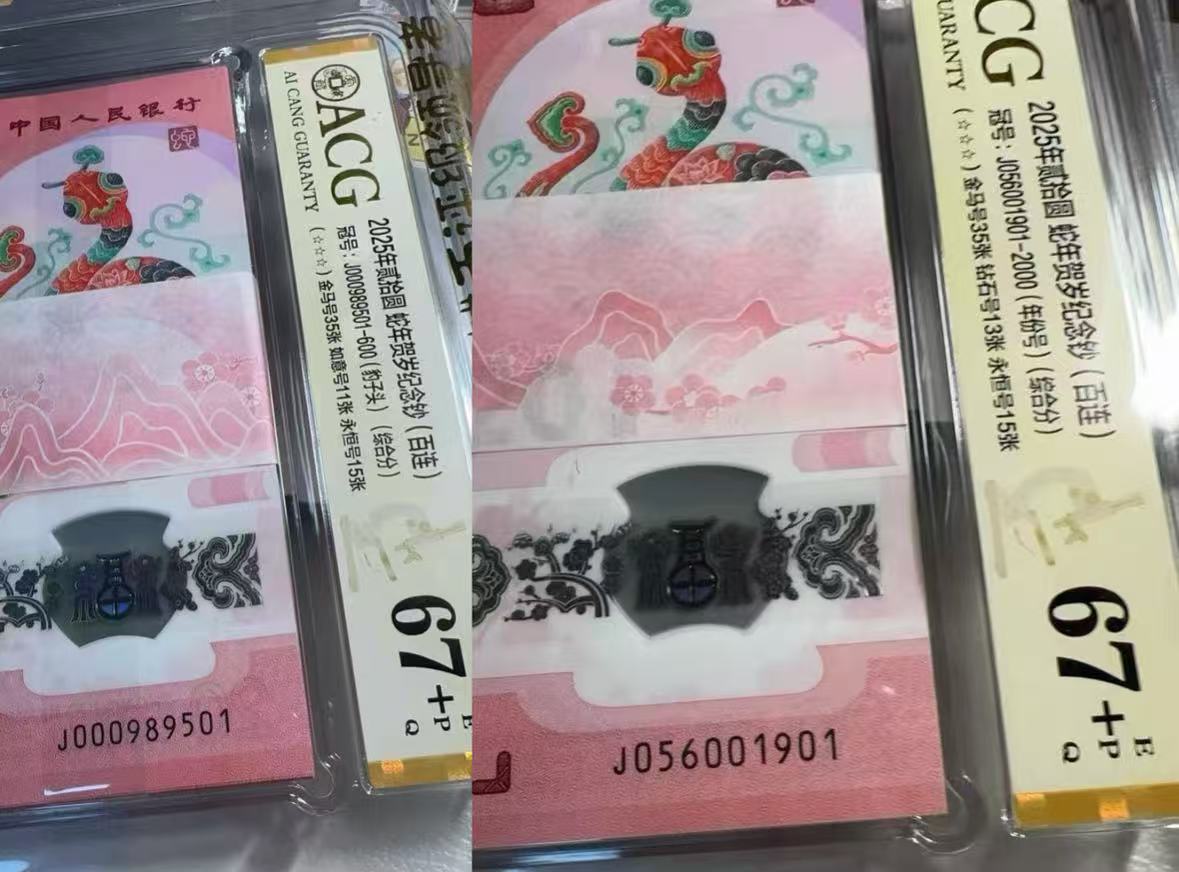 中国人民银行
J000989501
ACG
AI CANG GUARANTY
2025年贰拾圆 蛇年贺岁纪念钞（百连）
冠号：J000989501-600（豹子头）（综合分）
（☆☆☆）金马号35张 如意号11张 永恒号15张
67+
E
P
Q
J056001901
CG
UARANTY
2025年贰拾圆 蛇年贺岁纪念钞（百连）
冠号：J056001901-2000（年份号）（综合分）
（☆☆☆）金马号35张 钻石号13张 永恒号15张
67+
E
P
Q